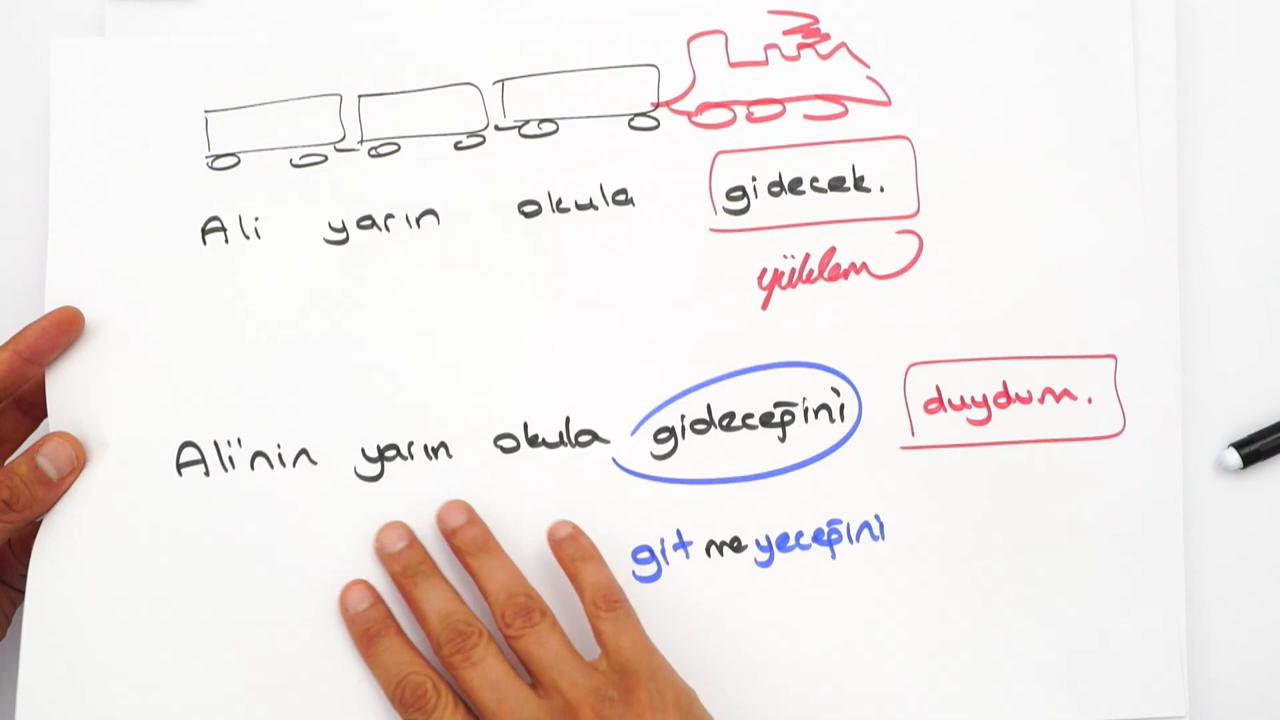 Ali yarın okula gidecek.
yüklem
Ali'nin yarın okula gideceğini duydum.
gitmeyeceğini